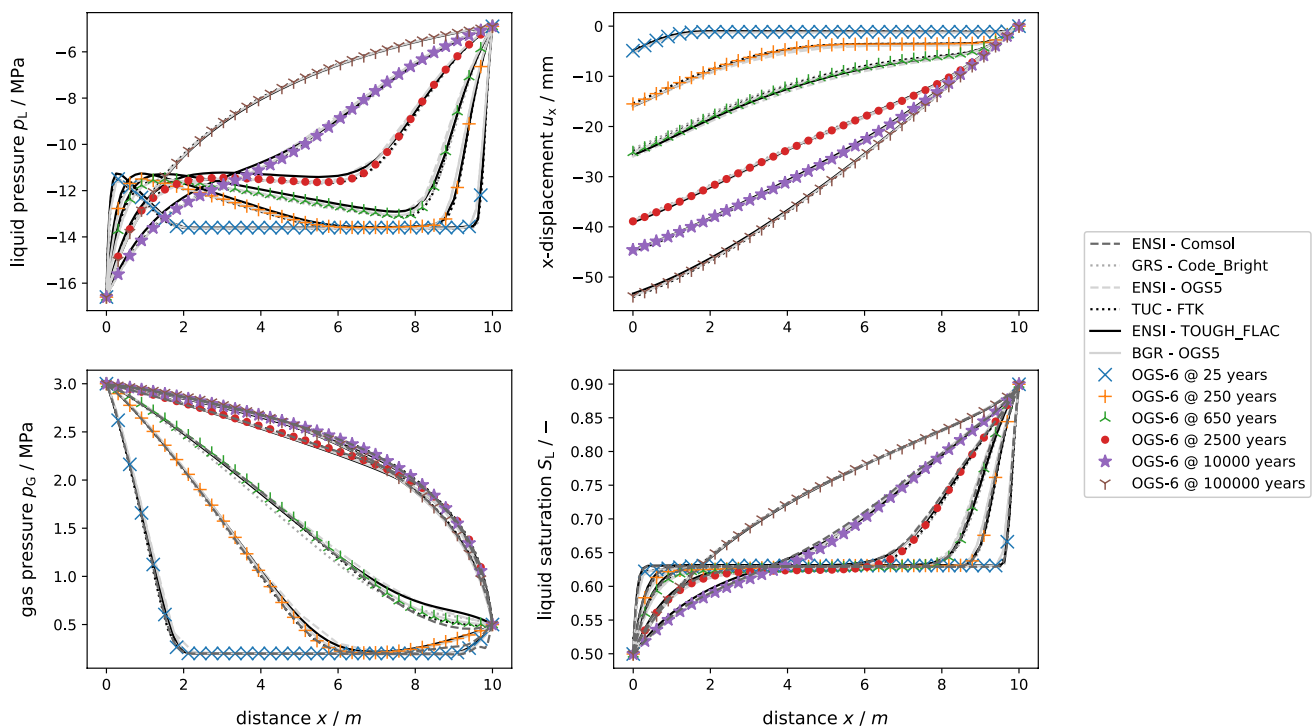 liquid pressure pL / MPa
−6
−8
−10
−12
−14
−16
0 2 4 6 8 10
x-displacement ux / mm
0
−10
−20
−30
−40
−50
0 2 4 6 8 10
gas pressure pG / MPa
3.0
2.5
2.0
1.5
1.0
0.5
0 2 4 6 8 10
distance x / m
liquid saturation SL / −
0.90
0.85
0.80
0.75
0.70
0.65
0.60
0.55
0.50
0 2 4 6 8 10
distance x / m
ENSI - Comsol
GRS - Code_Bright
ENSI - OGS5
TUC - FTK
ENSI - TOUGH_FLAC
BGR - OGS5
OGS-6 @ 25 years
OGS-6 @ 250 years
OGS-6 @ 650 years
OGS-6 @ 2500 years
OGS-6 @ 10000 years
OGS-6 @ 100000 years